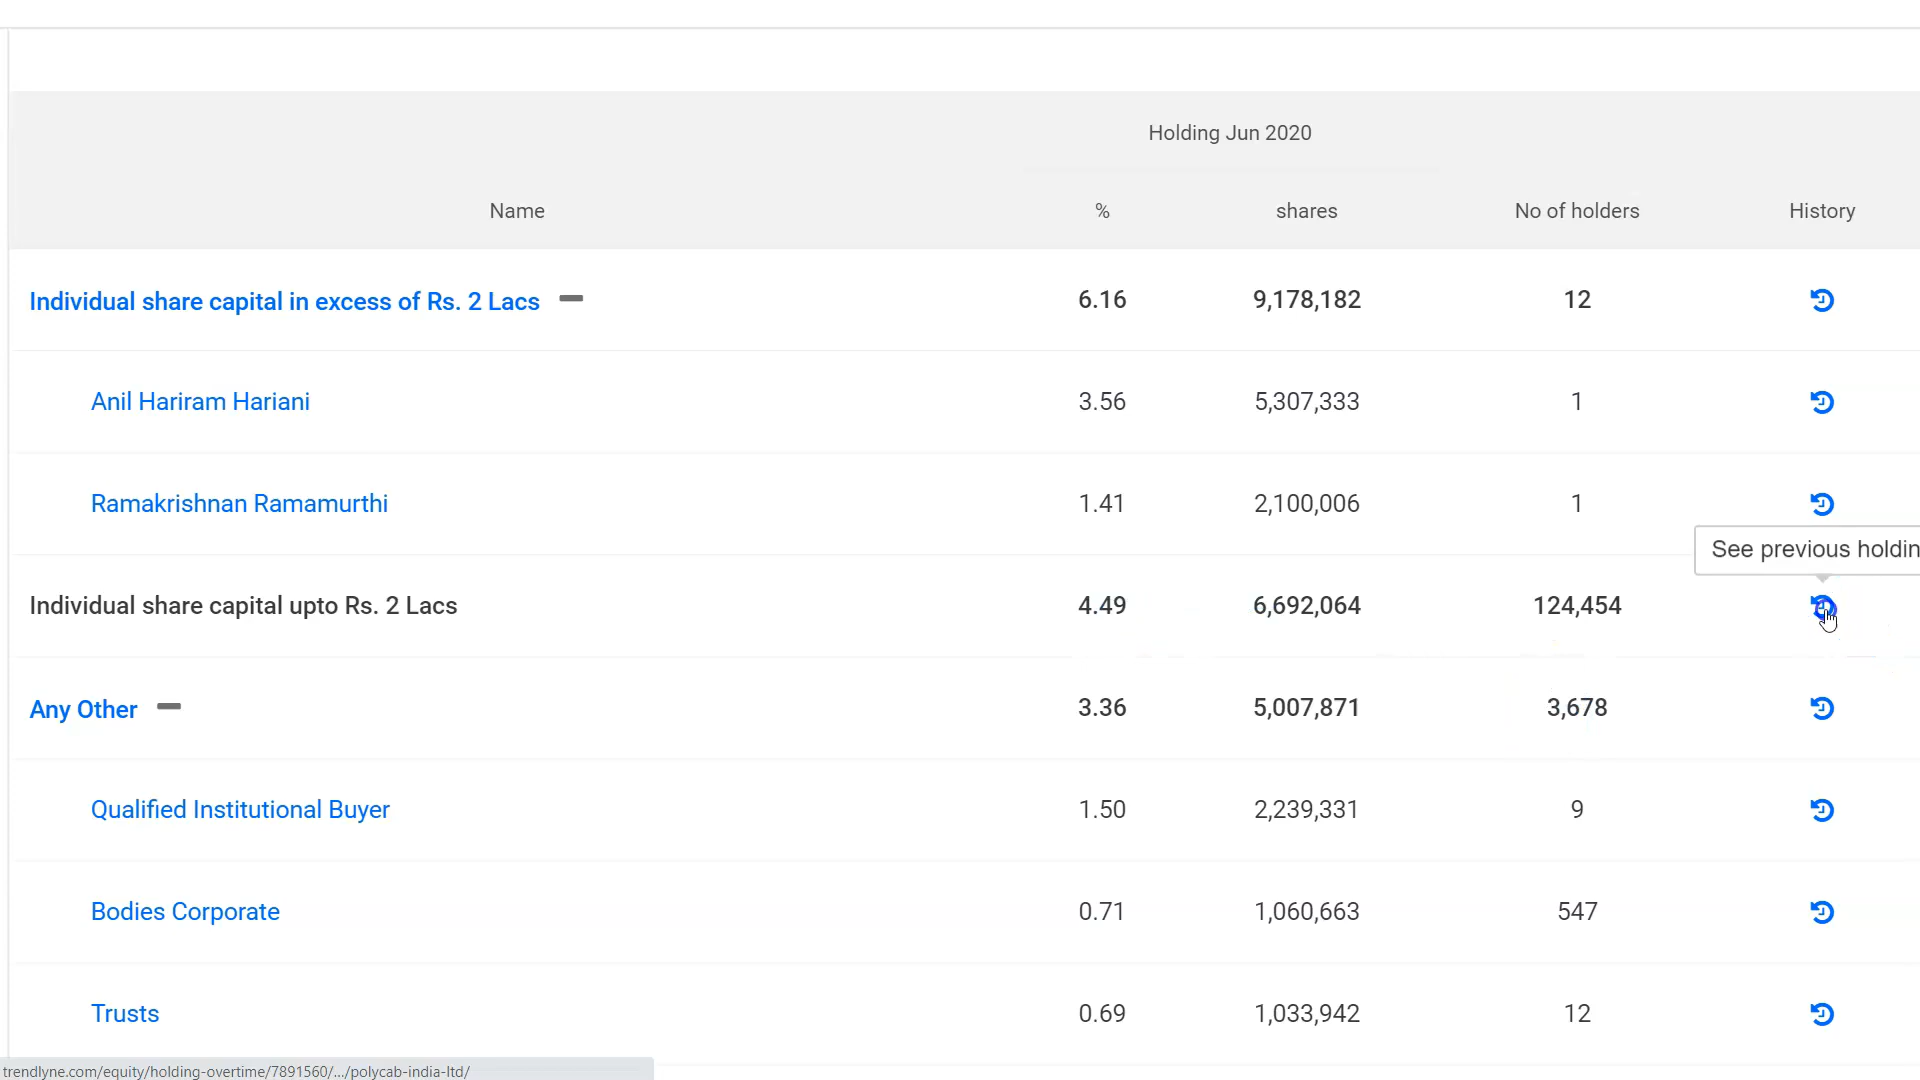 Holding Jun 2020
Name % shares No of holders History
Individual share capital in excess of Rs. 2 Lacs 6.16 9,178,182 12
Anil Hariram Hariani 3.56 5,307,333 1
Ramakrishnan Ramamurthi 1.41 2,100,006 1
See previous holdin
Individual share capital upto Rs. 2 Lacs 4.49 6,692,064 124,454
Any Other 3.36 5,007,871 3,678
Qualified Institutional Buyer 1.50 2,239,331 9
Bodies Corporate 0.71 1,060,663 547
Trusts 0.69 1,033,942 12
trendlyne.com/equity/holding-overtime/7891560/.../polycab-india-ltd/